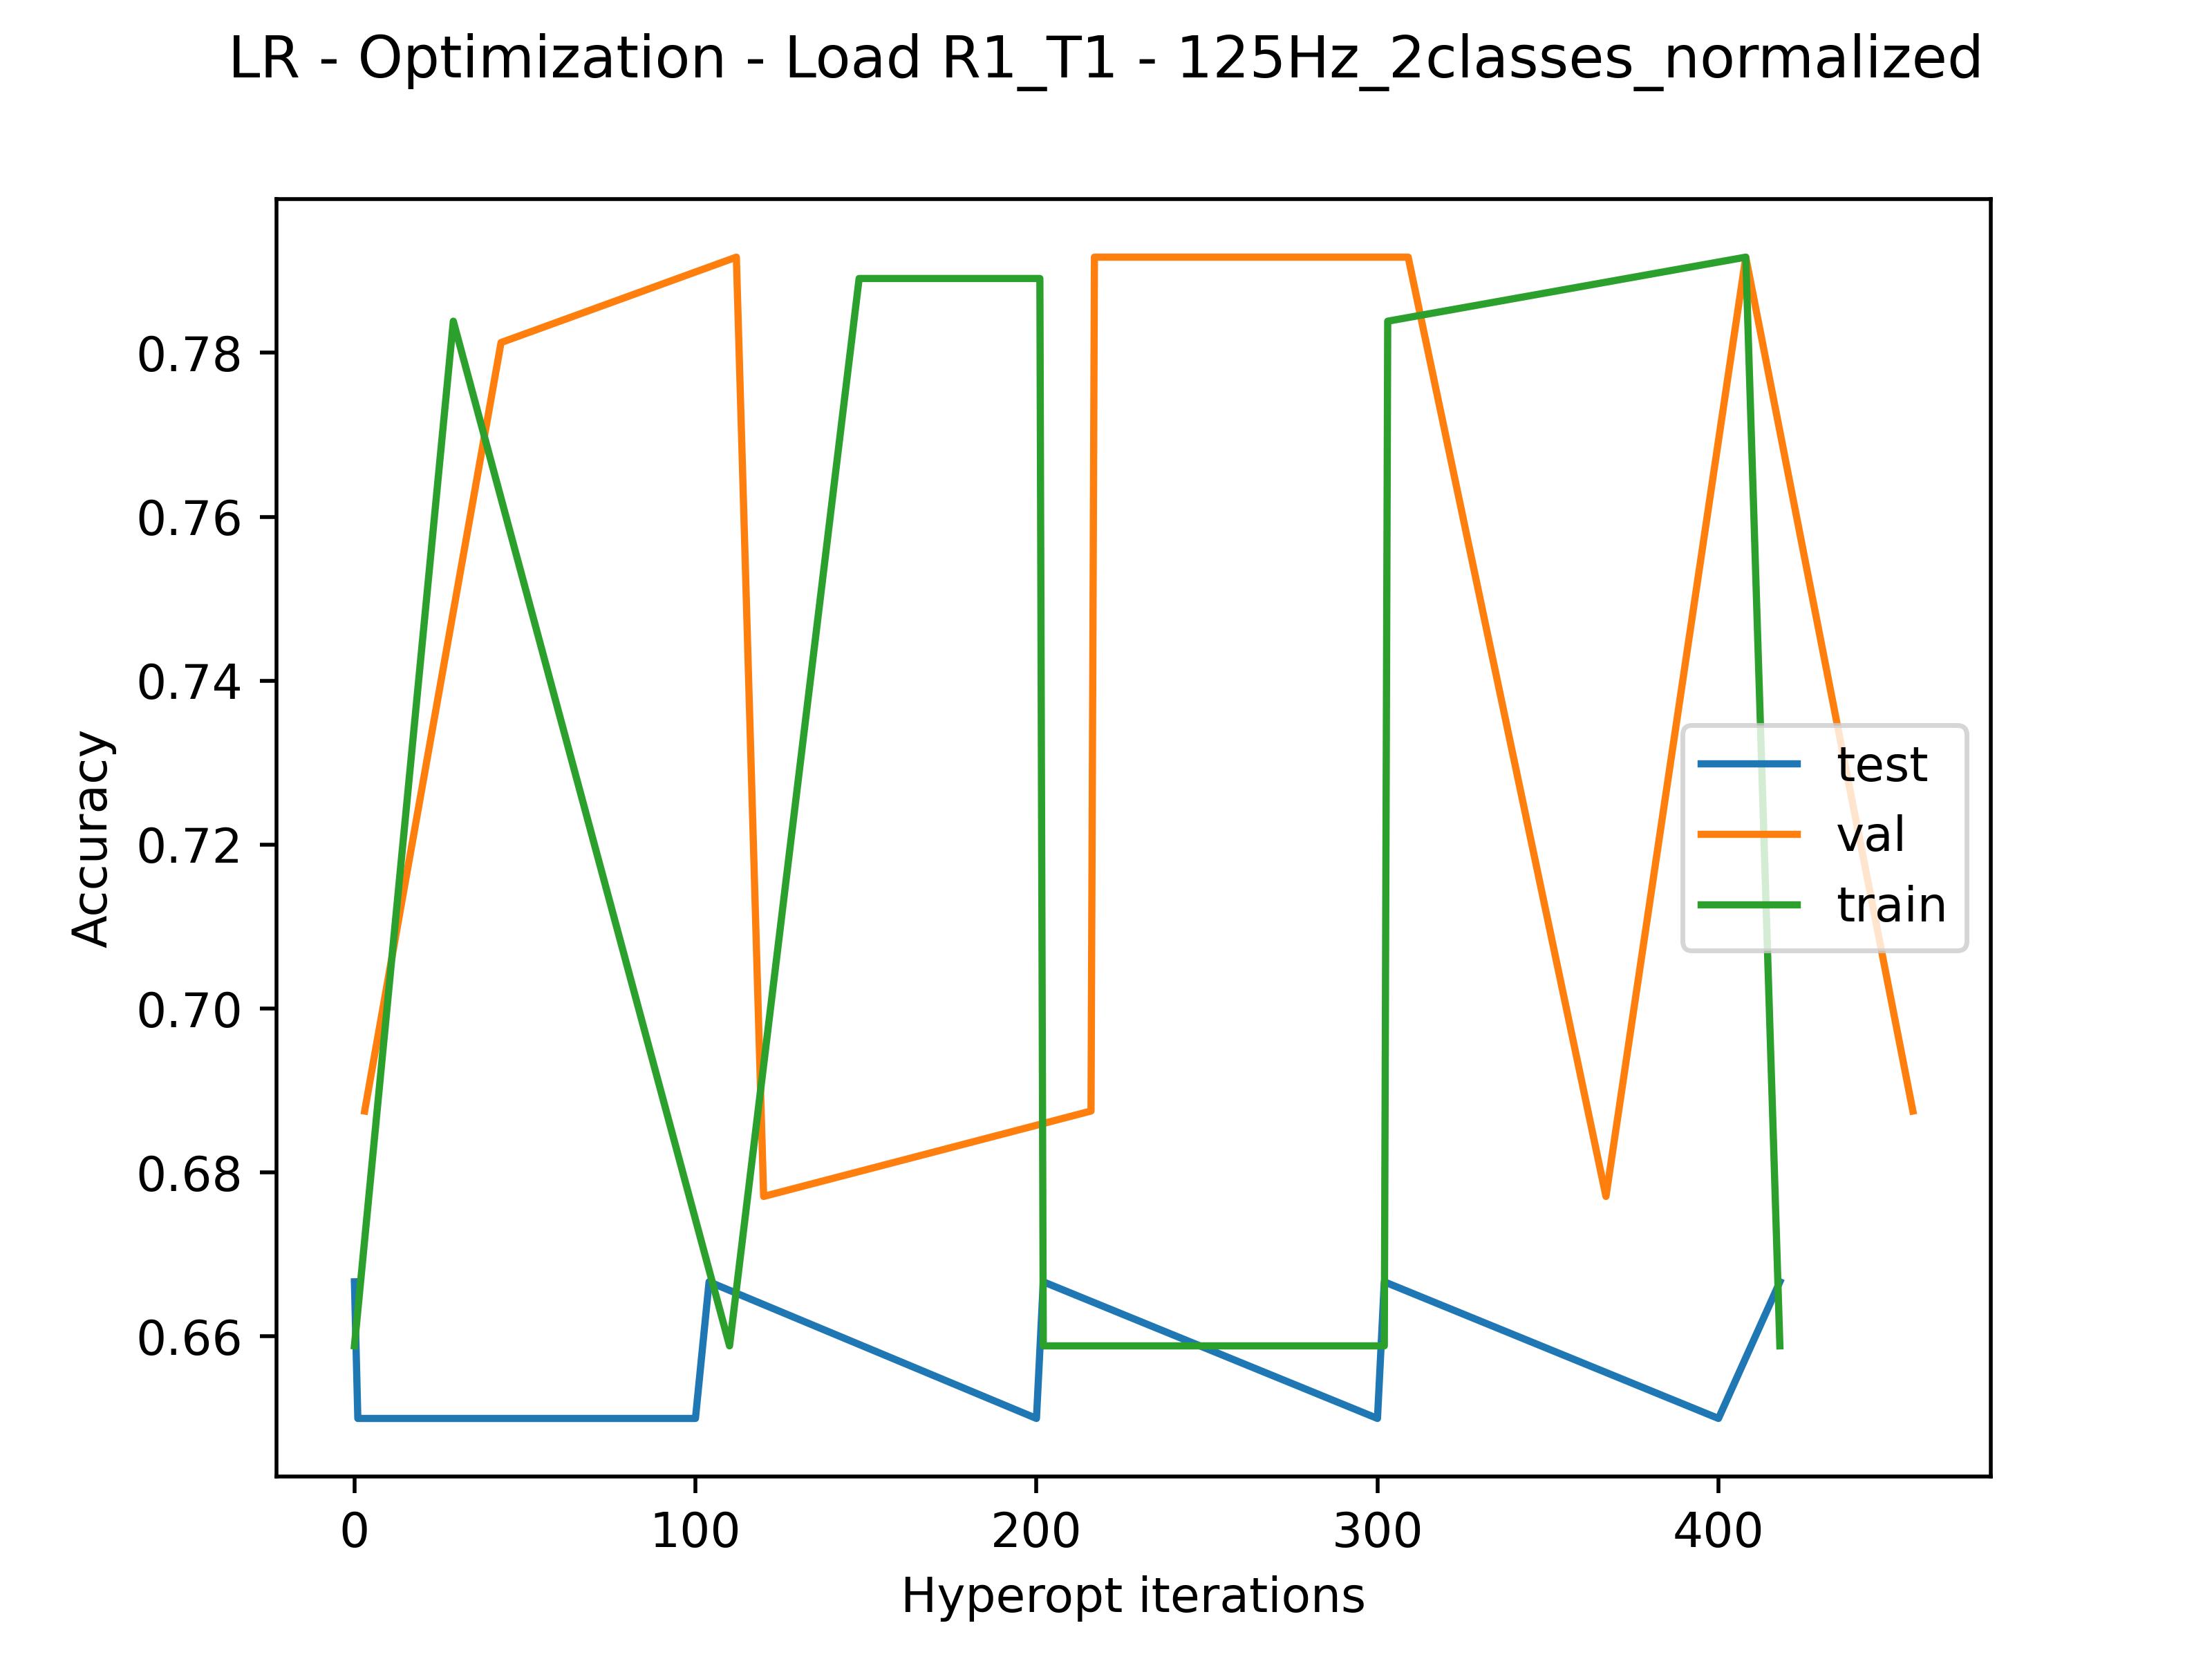 LR - Optimization - Load R1_T1 - 125Hz_2classes_normalized
0.78
0.76
0.74
0.72
0.70
0.68
0.66
Accuracy
test
val
train
0 100 200 300 400
Hyperopt iterations